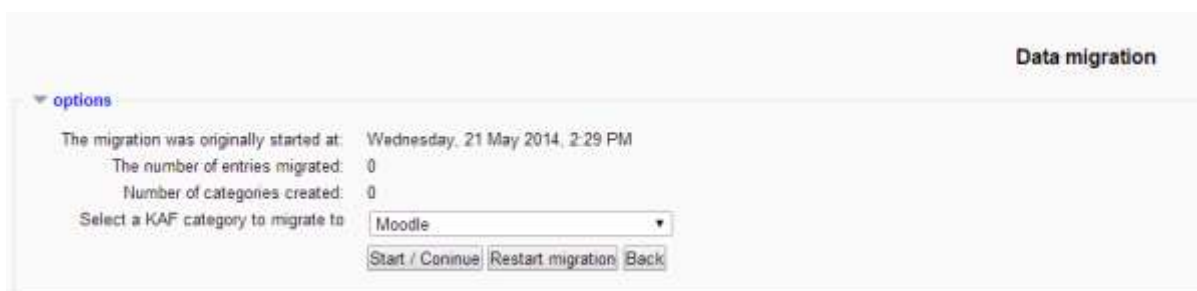 Data migration
options
The migration was originally started at: Wednesday, 21 May 2014, 2:29 PM
The number of entries migrated: 0
Number of categories created: 0
Select a KAF category to migrate to Moodle
Start / Coninue Restart migration Back